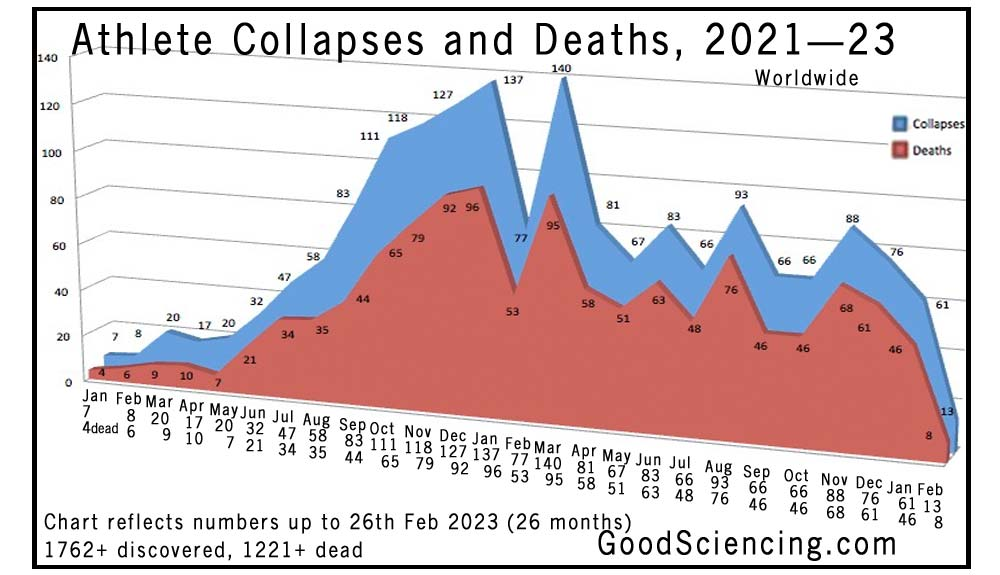 Athlete Collapses and Deaths, 2021—23
Worldwide
Collapses
Deaths
140
120
100
80
60
40
20
0
7 8 20 17 20 32 47 58 83 111 118 127 137 77 140 81 67 83 66 93 66 66 88 76 61 13
4 6 9 10 7 21 34 35 44 65 79 92 96 53 95 58 51 63 48 76 46 46 68 61 46 8
Jan Feb Mar Apr May Jun Jul Aug Sep Oct Nov Dec Jan Feb Mar Apr May Jun Jul Aug Sep Oct Nov Dec Jan Feb
7 8 20 17 20 32 47 58 83 111 118 127 137 77 140 81 67 83 66 93 66 66 88 76 61 13
4dead 6 9 10 7 21 34 35 44 65 79 92 96 53 95 58 51 63 48 76 46 46 68 61 46 8
Chart reflects numbers up to 26th Feb 2023 (26 months)
1762+ discovered, 1221+ dead
GoodSciencing.com